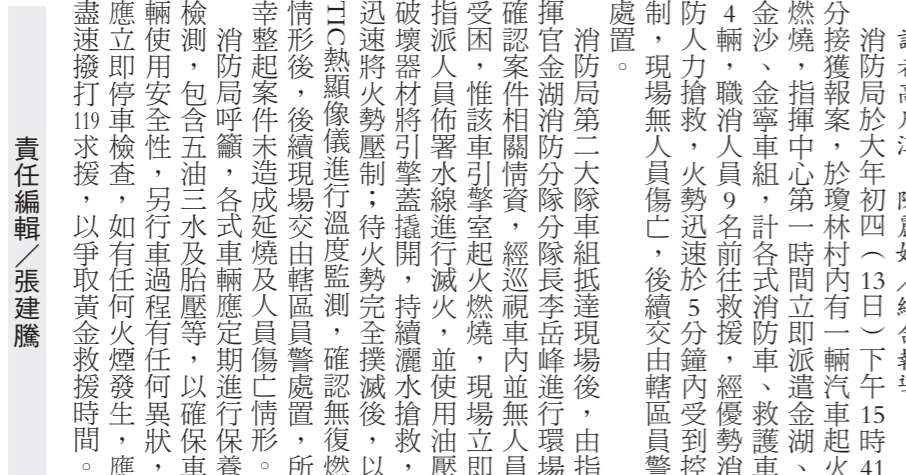 消防局於大年初四（13日）下午15時41
分接獲報案，於瓊林村內有一輛汽車起火
燃燒，指揮中心第一時間立即派遣金湖、
金沙、金寧車組，計各式消防車、救護車
4輛，職消人員9名前往救援，經優勢消
防人力搶救，火勢迅速於5分鐘內受到控
制，現場無人員傷亡，後續交由轄區員警
處置。
消防局第二大隊車組抵達現場後，由指
揮官金湖消防分隊分隊長李岳峰進行環場
確認案件相關情資，經巡視車內並無人員
受困，惟該車引擎室起火燃燒，現場立即
指派人員佈署水線進行滅火，並使用油壓
破壞器材將引擎蓋撬開，持續灑水搶救，
迅速將火勢壓制；待火勢完全撲滅後，以
TIC熱顯像儀進行溫度監測，確認無復燃
情形後，後續現場交由轄區員警處置，所
幸整起案件未造成延燒及人員傷亡情形。
消防局呼籲，各式車輛應定期進行保養
檢測，包含五油三水及胎壓等，以確保車
輛使用安全性，另行車過程有任何異狀，
應立即停車檢查，如有任何火煙發生，應
盡速撥打119求援，以爭取黃金救援時間。
責任編輯／張建騰